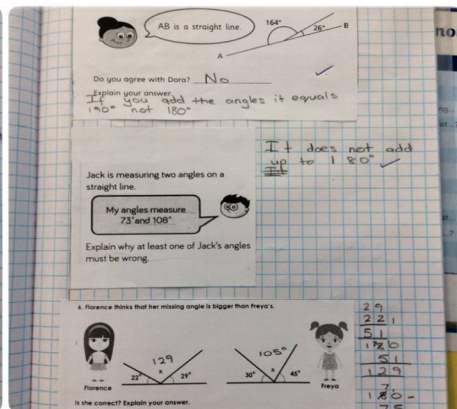 AB is a straight line.
164°
26°
B
A
Do you agree with Dora? No
Explain your answer.
If you add the angles it equals
190° not 180°
It does not add
up to 180°
Jack is measuring two angles on a
straight line.
My angles measure
73° and 108°
Explain why at least one of Jack's angles
must be wrong.
6. Florence thinks that her missing angle is bigger than Freya's.
129
22° x 29°
Florence
105°
30° x 45°
Freya
Is she correct? Explain your answer.
29
22
51
51
129